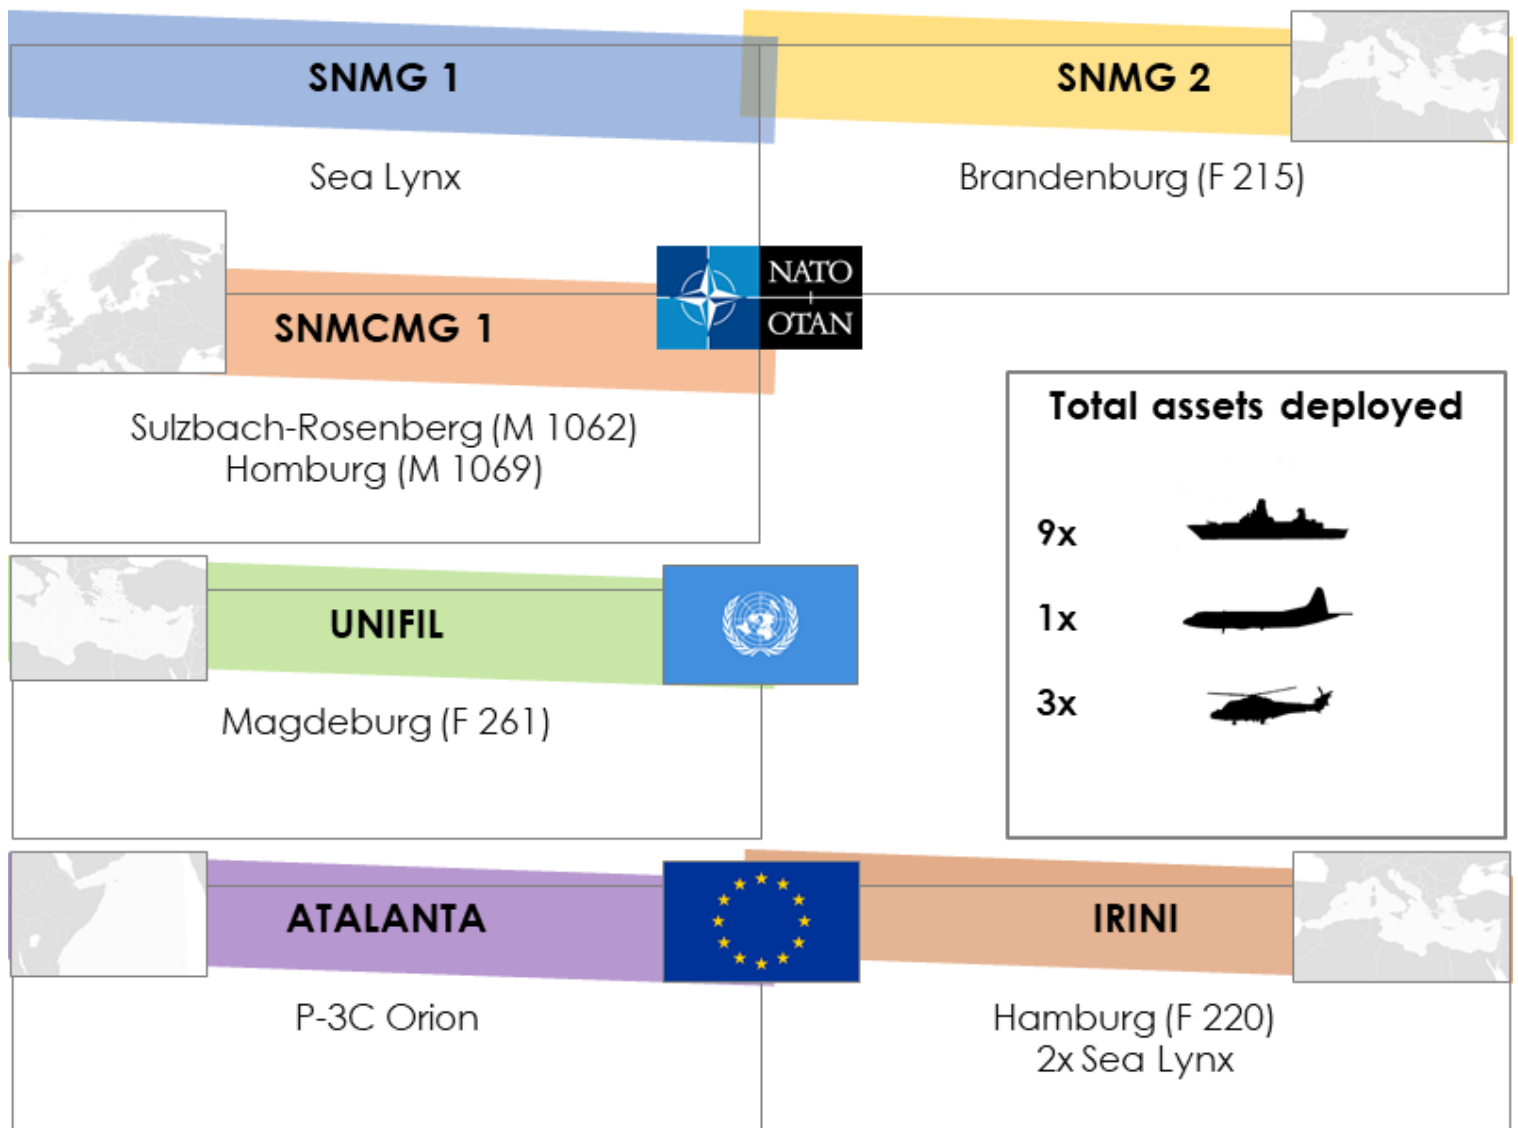 SNMG 1
SNMG 2
Sea Lynx
Brandenburg (F 215)
NATO
OTAN
SNMCMG 1
Sulzbach-Rosenberg (M 1062)
Homburg (M 1069)
Total assets deployed
9x
1x
3x
UNIFIL
Magdeburg (F 261)
ATALANTA
IRINI
P-3C Orion
Hamburg (F 220)
2x Sea Lynx